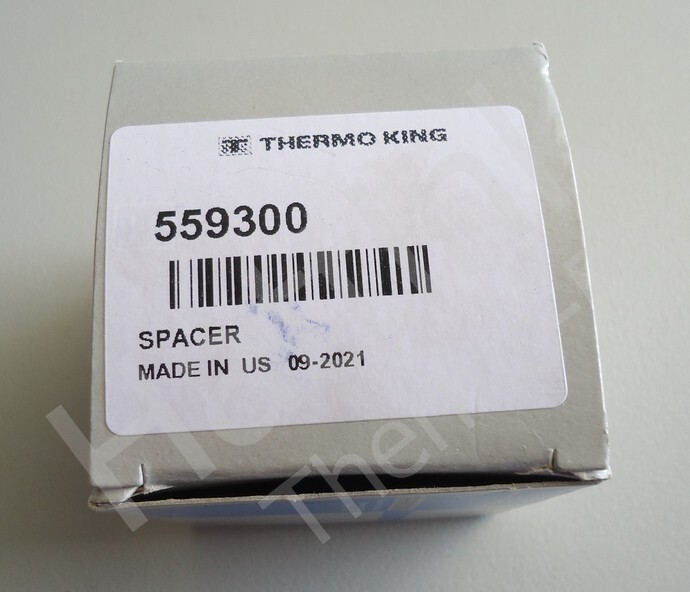 THERMO KING
559300
SPACER
MADE IN US 09-2021